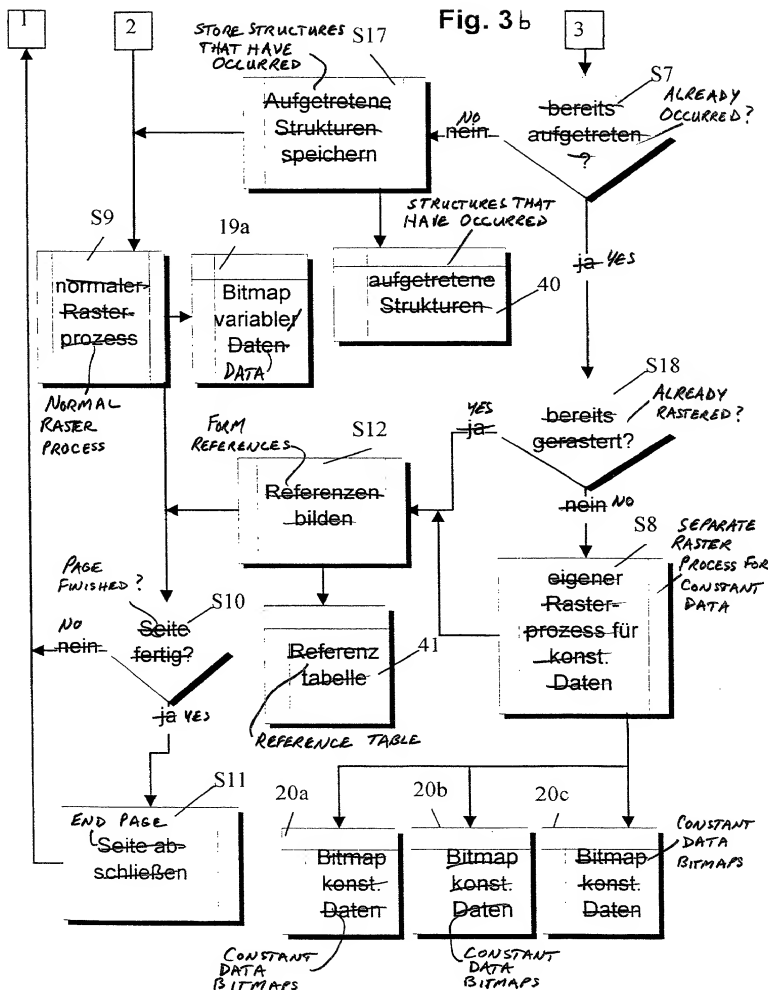 1
2
Fig. 3b
3
STORE STRUCTURES
THAT HAVE
OCCURRED
S17
Aufgetretene
Strukturen
speichern
S7
bereits
aufgetreten
?
ALREADY
OCCURRED?
NO
nein
ja YES
S9
normaler
Raster-
prozess
NORMAL
RASTER
PROCESS
19a
Bitmap
variabler
Daten
DATA
STRUCTURES THAT
HAVE OCCURRED
aufgetretene
Strukturen
40
S18
bereits
gerastert?
ALREADY
RASTERED?
YES
ja
nein NO
FORM
REFERENCES
S12
Referenzen
bilden
S8
eigener
Raster-
prozess für
konst.
Daten
SEPARATE
RASTER
PROCESS FOR
CONSTANT
DATA
PAGE
FINISHED?
S10
Seite
fertig?
NO
nein
ja YES
Referenz
tabelle
41
REFERENCE TABLE
S11
END PAGE
Seite ab-
schließen
20a
Bitmap
konst.
Daten
CONSTANT
DATA
BITMAPS
20b
Bitmap
konst.
Daten
CONSTANT
DATA
BITMAPS
20c
Bitmap
konst.
Daten
CONSTANT
DATA
BITMAPS